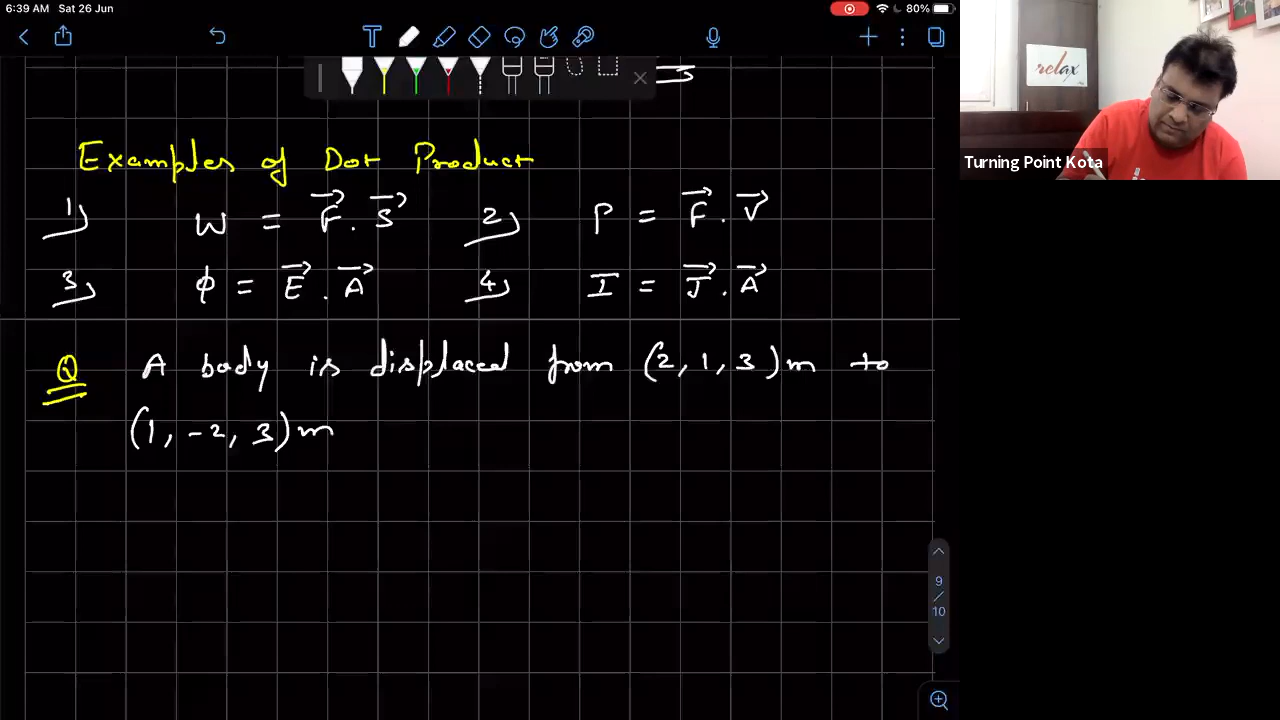 6:39 AM Sat 26 Jun
80%
relax
Turning Point Kota
Examples of Dot Product
1) W = F⃗ . S⃗ 2) P = F⃗ . V⃗
3) Φ = E⃗ . A⃗ 4) I = J⃗ . A⃗
Q A body is displaced from (2, 1, 3) m to
(1, -2, 3) m
9
/
10